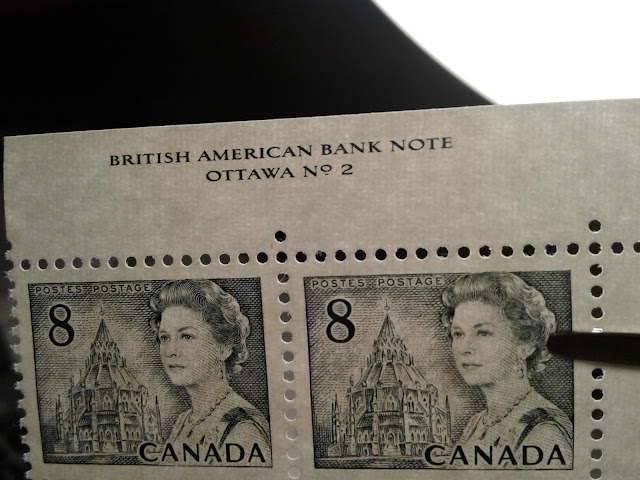 BRITISH AMERICAN BANK NOTE
OTTAWA Nº 2
POSTES POSTAGE
8
CANADA
POSTES POSTAGE
8
CANADA